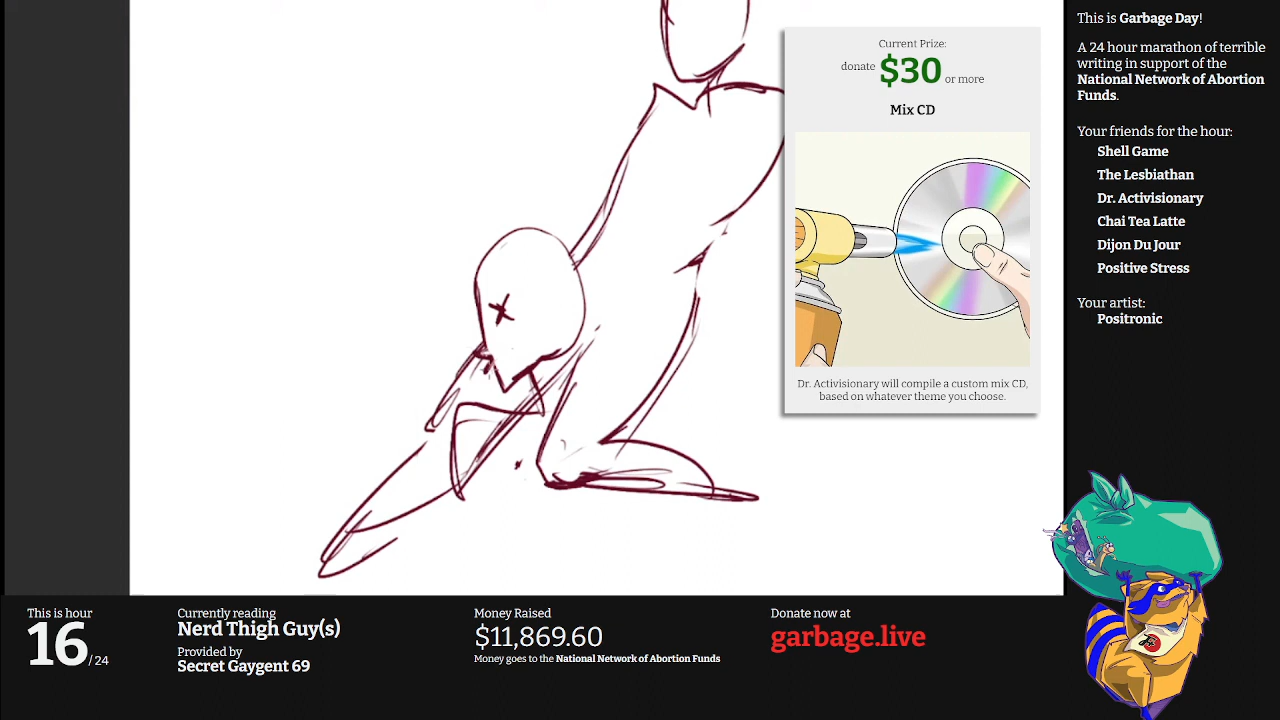 Current Prize:
donate $30 or more
Mix CD
Dr. Activisionary will compile a custom mix CD,
based on whatever theme you choose.
This is Garbage Day!
A 24 hour marathon of terrible
writing in support of the
National Network of Abortion
Funds.
Your friends for the hour:
Shell Game
The Lesbiathan
Dr. Activisionary
Chai Tea Latte
Dijon Du Jour
Positive Stress
Your artist:
Positronic
This is hour
16/24
Currently reading
Nerd Thigh Guy(s)
Provided by
Secret Gaygent 69
Money Raised
$11,869.60
Money goes to the National Network of Abortion Funds
Donate now at
garbage.live